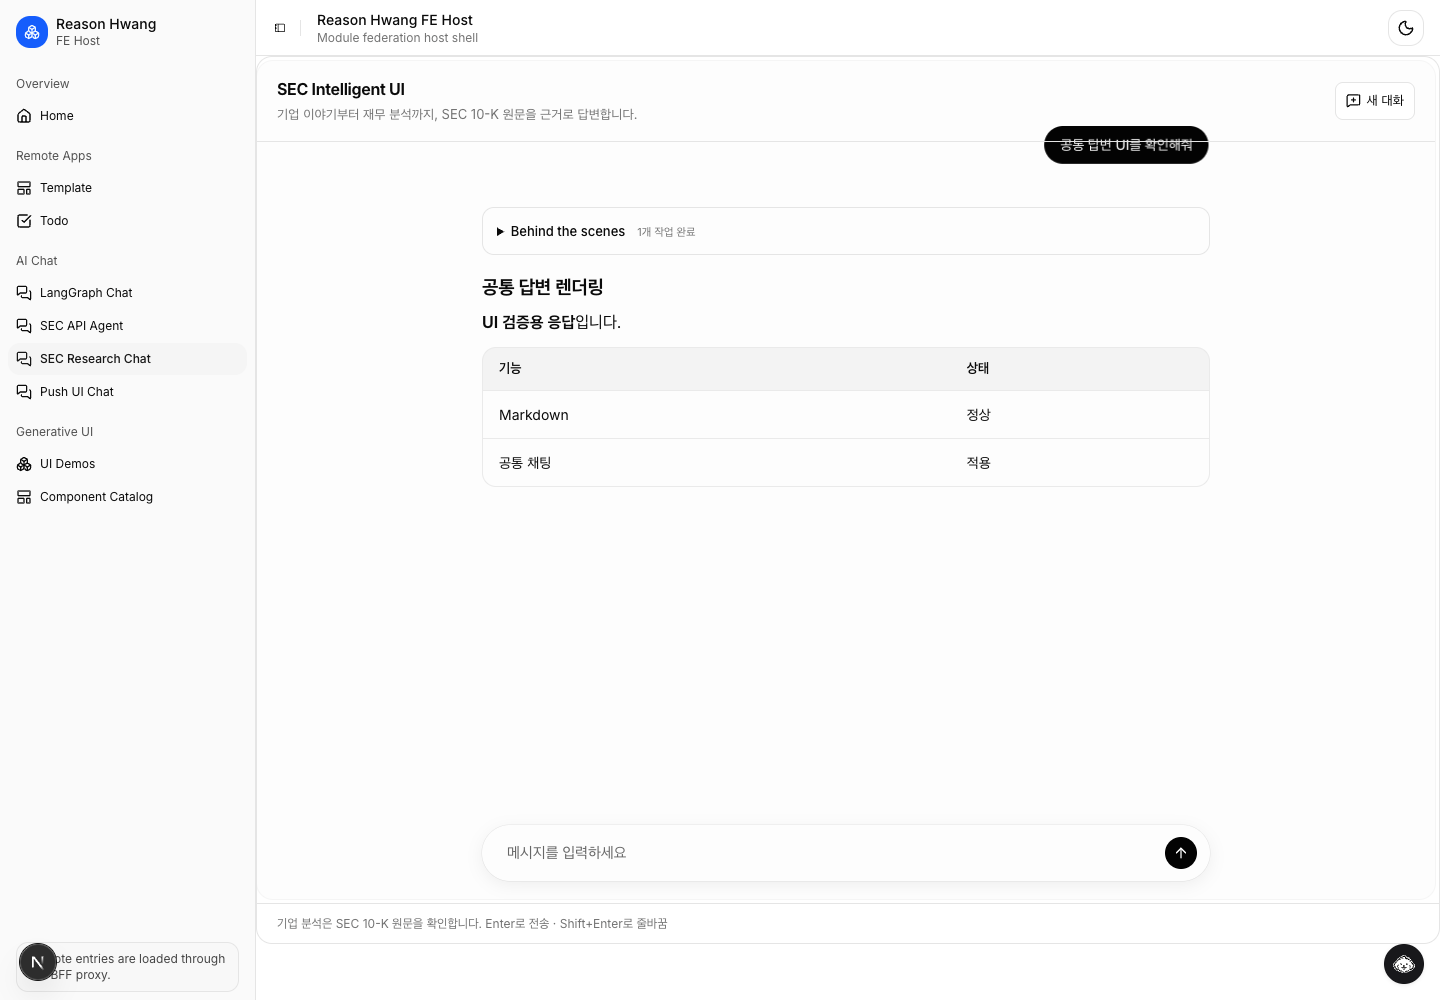 Reason Hwang
FE Host
Overview
Home
Remote Apps
Template
Todo
AI Chat
LangGraph Chat
SEC API Agent
SEC Research Chat
Push UI Chat
Generative UI
UI Demos
Component Catalog
entries are loaded through
BFF proxy.
N
Reason Hwang FE Host
Module federation host shell
SEC Intelligent UI
기업 이야기부터 재무 분석까지, SEC 10-K 원문을 근거로 답변합니다.
새 대화
공통 답변 UI를 확인해줘
Behind the scenes 1개 작업 완료
공통 답변 렌더링
UI 검증용 응답입니다.
기능 상태
Markdown 정상
공통 채팅 적용
메시지를 입력하세요
기업 분석은 SEC 10-K 원문을 확인합니다. Enter로 전송 · Shift+Enter로 줄바꿈